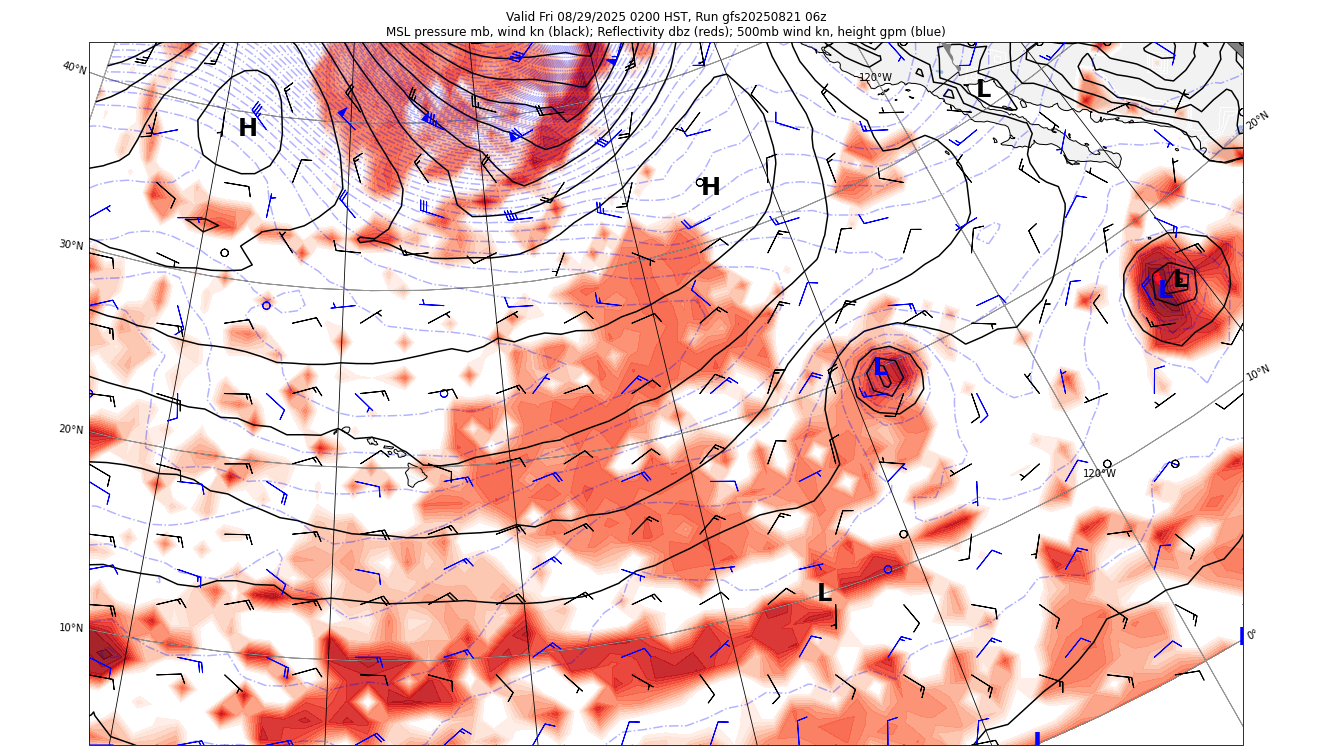 Valid Fri 08/29/2025 0200 HST, Run gfs20250821 06z
MSL pressure mb, wind kn (black); Reflectivity dbz (reds); 500mb wind kn, height gpm (blue)
40°N
120°W
L
20°N
H
H
30°N
L
L
10°N
L
20°N
120°W
L
10°N
0°
L
L